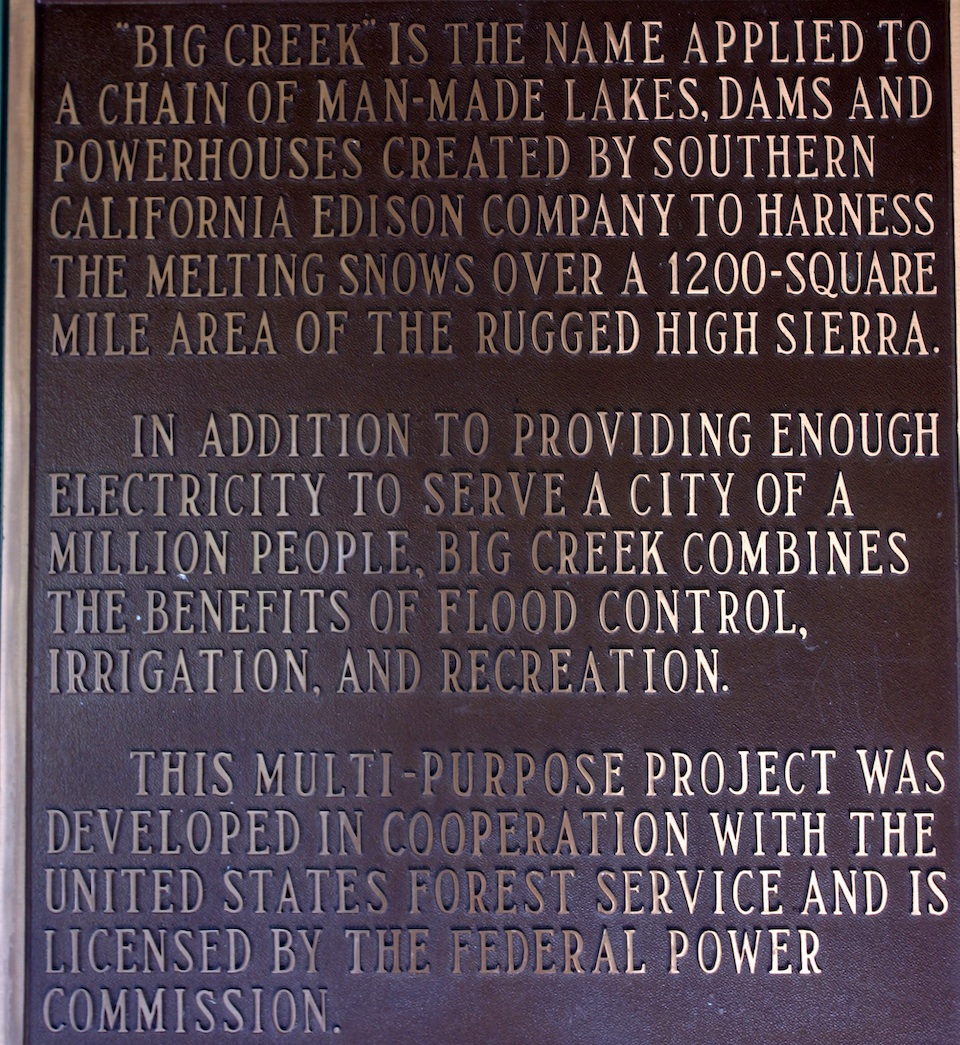 "BIG CREEK" IS THE NAME APPLIED TO
A CHAIN OF MAN-MADE LAKES, DAMS AND
POWERHOUSES CREATED BY SOUTHERN
CALIFORNIA EDISON COMPANY TO HARNESS
THE MELTING SNOWS OVER A 1200-SQUARE
MILE AREA OF THE RUGGED HIGH SIERRA.
IN ADDITION TO PROVIDING ENOUGH
ELECTRICITY TO SERVE A CITY OF A
MILLION PEOPLE, BIG CREEK COMBINES
THE BENEFITS OF FLOOD CONTROL,
IRRIGATION, AND RECREATION.
THIS MULTI-PURPOSE PROJECT WAS
DEVELOPED IN COOPERATION WITH THE
UNITED STATES FOREST SERVICE AND IS
LICENSED BY THE FEDERAL POWER
COMMISSION.